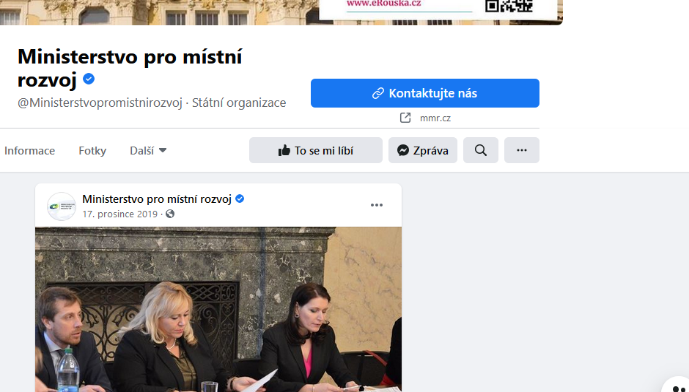 www.eRouska.cz
Ministerstvo pro místní
rozvoj
@Ministerstvopromistnirozvoj · Státní organizace
Kontaktujte nás
mmr.cz
Informace
Fotky
Další
To se mi líbí
Zpráva
Ministerstvo pro místní rozvoj
17. prosince 2019 ·